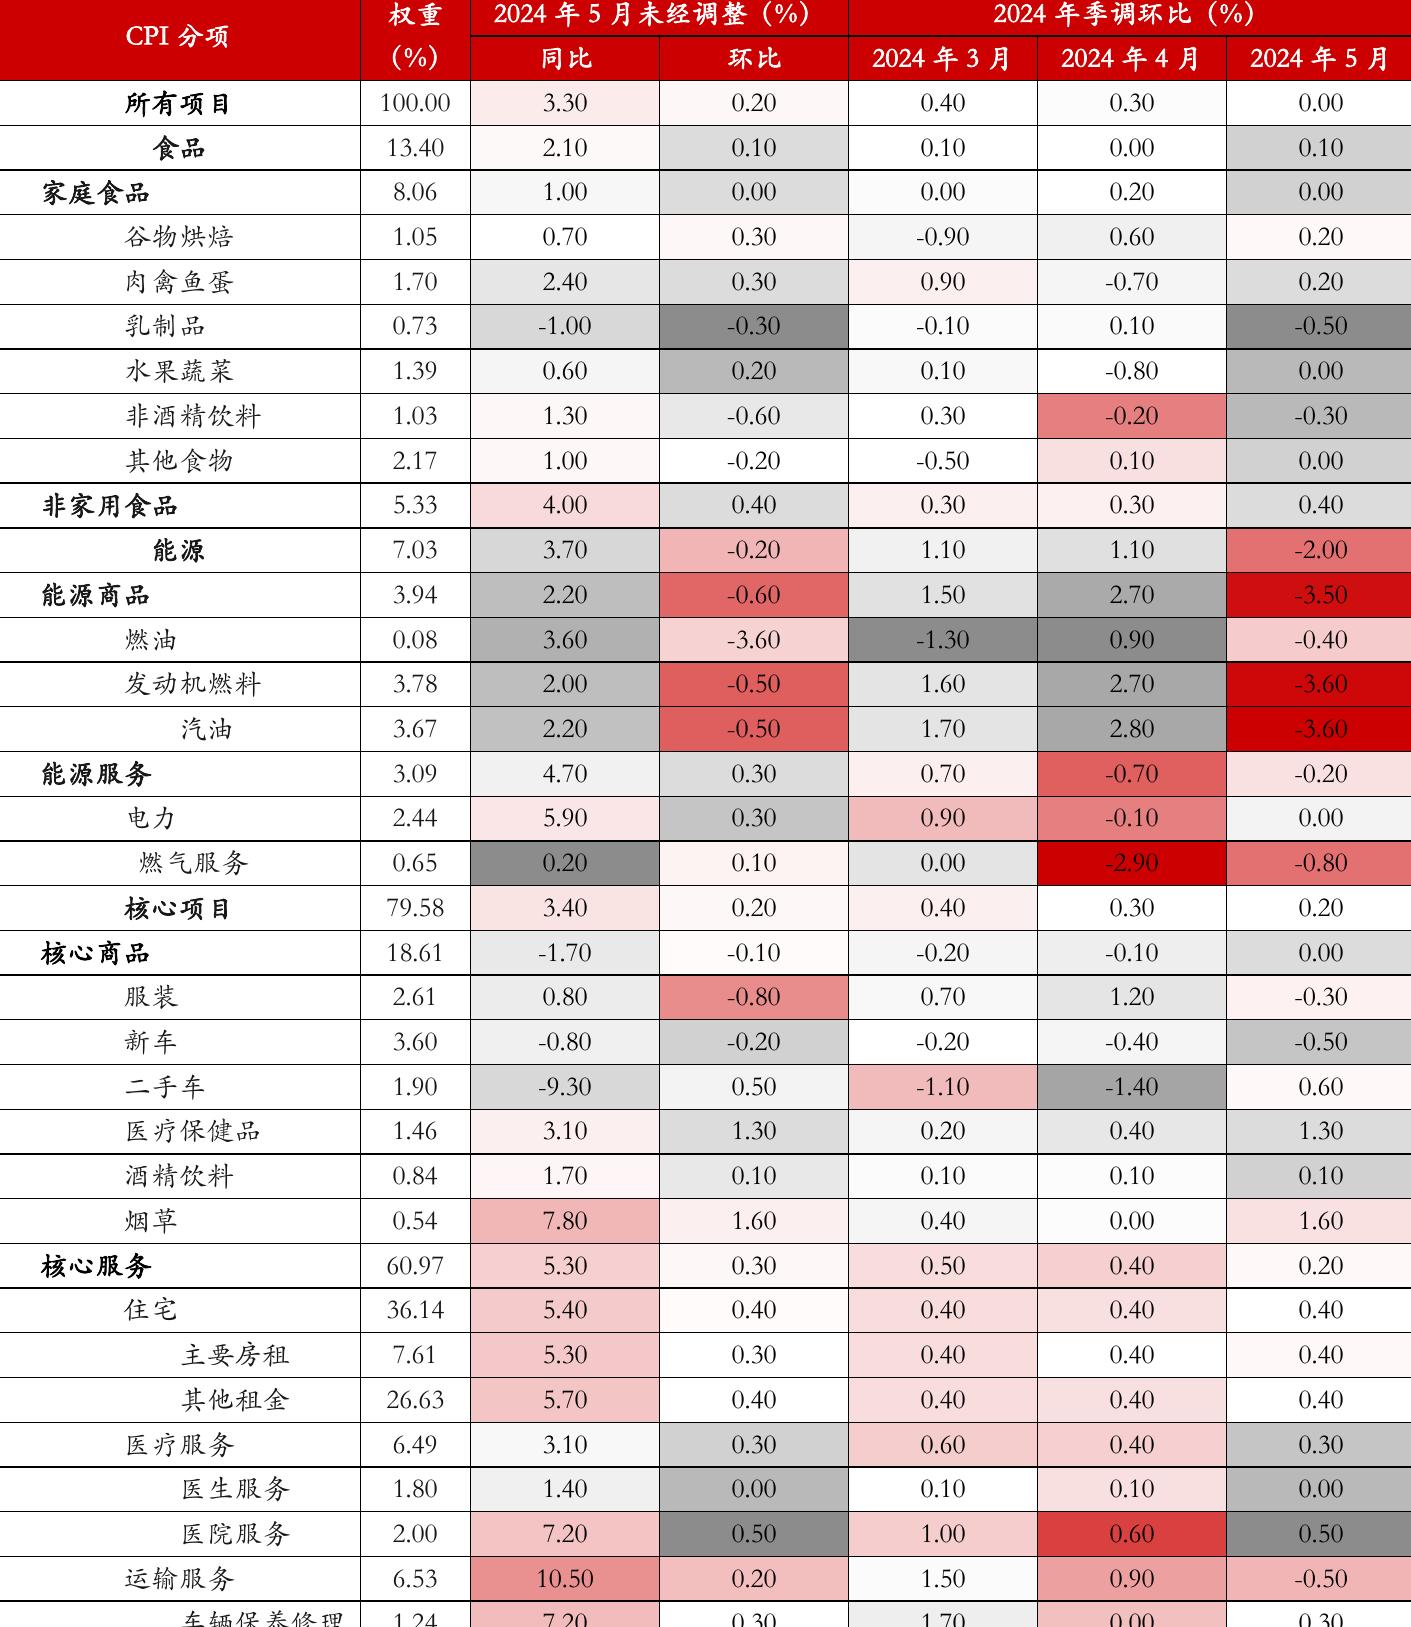 CPI 分项 权重（%） 2024 年 5 月未经调整（%） 2024 年季调环比（%）
同比 环比 2024 年 3 月 2024 年 4 月 2024 年 5 月
所有项目 100.00 3.30 0.20 0.40 0.30 0.00
食品 13.40 2.10 0.10 0.10 0.00 0.10
家庭食品 8.06 1.00 0.00 0.00 0.20 0.00
谷物烘焙 1.05 0.70 0.30 -0.90 0.60 0.20
肉禽鱼蛋 1.70 2.40 0.30 0.90 -0.70 0.20
乳制品 0.73 -1.00 -0.30 -0.10 0.10 -0.50
水果蔬菜 1.39 0.60 0.20 0.10 -0.80 0.00
非酒精饮料 1.03 1.30 -0.60 0.30 -0.20 -0.30
其他食物 2.17 1.00 -0.20 -0.50 0.10 0.00
非家用食品 5.33 4.00 0.40 0.30 0.30 0.40
能源 7.03 3.70 -0.20 1.10 1.10 -2.00
能源商品 3.94 2.20 -0.60 1.50 2.70 -3.50
燃油 0.08 3.60 -3.60 -1.30 0.90 -0.40
发动机燃料 3.78 2.00 -0.50 1.60 2.70 -3.60
汽油 3.67 2.20 -0.50 1.70 2.80 -3.60
能源服务 3.09 4.70 0.30 0.70 -0.70 -0.20
电力 2.44 5.90 0.30 0.90 -0.10 0.00
燃气服务 0.65 0.20 0.10 0.00 -2.90 -0.80
核心项目 79.58 3.40 0.20 0.40 0.30 0.20
核心商品 18.61 -1.70 -0.10 -0.20 -0.10 0.00
服装 2.61 0.80 -0.80 0.70 1.20 -0.30
新车 3.60 -0.80 -0.20 -0.20 -0.40 -0.50
二手车 1.90 -9.30 0.50 -1.10 -1.40 0.60
医疗保健品 1.46 3.10 1.30 0.20 0.40 1.30
酒精饮料 0.84 1.70 0.10 0.10 0.10 0.10
烟草 0.54 7.80 1.60 0.40 0.00 1.60
核心服务 60.97 5.30 0.30 0.50 0.40 0.20
住宅 36.14 5.40 0.40 0.40 0.40 0.40
主要房租 7.61 5.30 0.30 0.40 0.40 0.40
其他租金 26.63 5.70 0.40 0.40 0.40 0.40
医疗服务 6.49 3.10 0.30 0.60 0.40 0.30
医生服务 1.80 1.40 0.00 0.10 0.10 0.00
医院服务 2.00 7.20 0.50 1.00 0.60 0.50
运输服务 6.53 10.50 0.20 1.50 0.90 -0.50
车辆保养修理 1.24 7.20 0.30 1.70 0.00 0.30